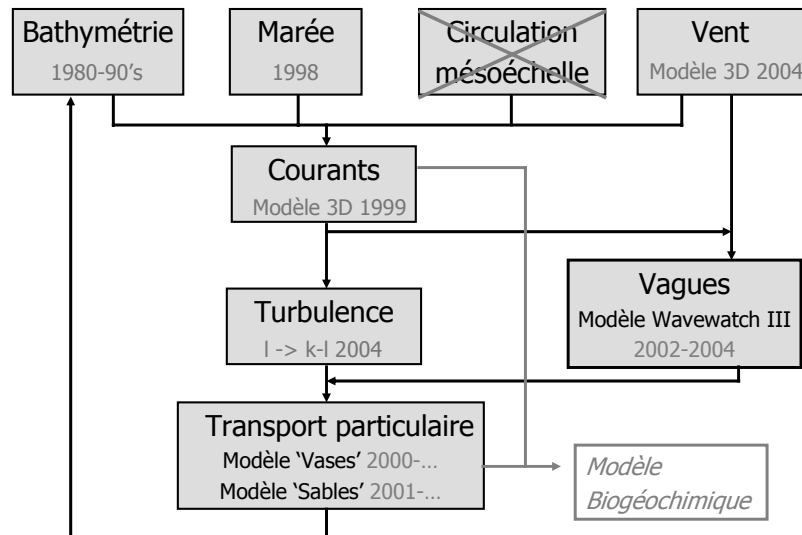 Bathymétrie
1980-90's
Marée
1998
Circulation
mésoéchelle
Vent
Modèle 3D 2004
Courants
Modèle 3D 1999
Turbulence
l -> k-l 2004
Vagues
Modèle Wavewatch III
2002-2004
Transport particulaire
Modèle ‘Vases’ 2000-…
Modèle ‘Sables’ 2001-…
Modèle
Biogéochimique